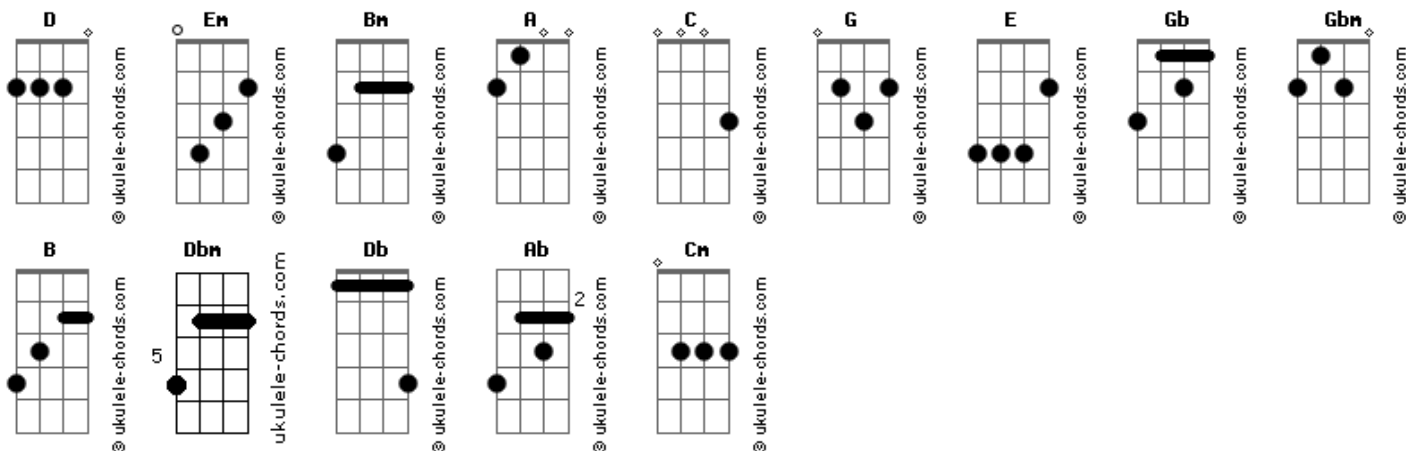 D Em Bm A C G E Gb Gbm
© ukulele-chords.com © ukulele-chords.com © ukulele-chords.com © ukulele-chords.com © ukulele-chords.com © ukulele-chords.com © ukulele-chords.com © ukulele-chords.com © ukulele-chords.com
B Dbm Db Ab Cm
5 2
© ukulele-chords.com ukulele-chords.com © ukulele-chords.com © ukulele-chords.com © ukulele-chords.com